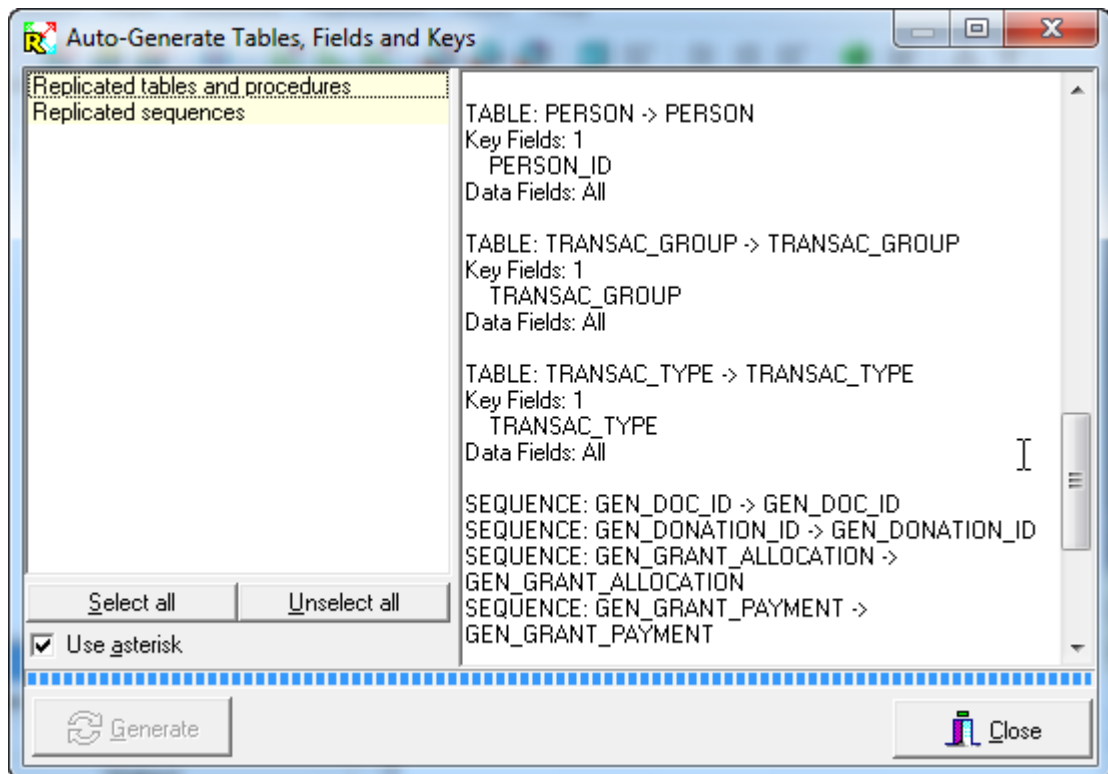 Auto-Generate Tables, Fields and Keys
Replicated tables and procedures
Replicated sequences
Select all
Unselect all
Use asterisk
TABLE: PERSON -> PERSON
Key Fields: 1
PERSON_ID
Data Fields: All
TABLE: TRANSAC_GROUP -> TRANSAC_GROUP
Key Fields: 1
TRANSAC_GROUP
Data Fields: All
TABLE: TRANSAC_TYPE -> TRANSAC_TYPE
Key Fields: 1
TRANSAC_TYPE
Data Fields: All
SEQUENCE: GEN_DOC_ID -> GEN_DOC_ID
SEQUENCE: GEN_DONATION_ID -> GEN_DONATION_ID
SEQUENCE: GEN_GRANT_ALLOCATION ->
GEN_GRANT_ALLOCATION
SEQUENCE: GEN_GRANT_PAYMENT ->
GEN_GRANT_PAYMENT
Generate
Close